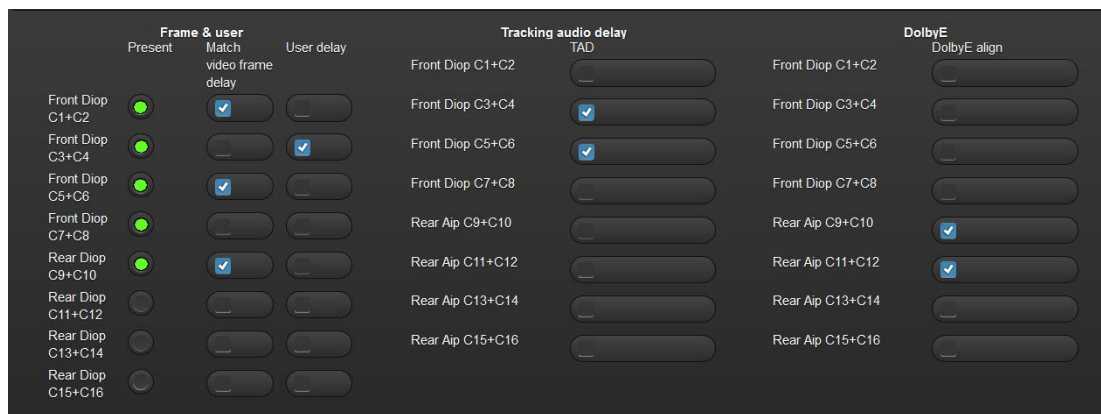 Frame & user
Present
Match
video frame
delay
User delay
Front Diop
C1+C2
Front Diop
C3+C4
Front Diop
C5+C6
Front Diop
C7+C8
Rear Diop
C9+C10
Rear Diop
C11+C12
Rear Diop
C13+C14
Rear Diop
C15+C16
Tracking audio delay
TAD
Front Diop C1+C2
Front Diop C3+C4
Front Diop C5+C6
Front Diop C7+C8
Rear Aip C9+C10
Rear Aip C11+C12
Rear Aip C13+C14
Rear Aip C15+C16
DolbyE
DolbyE align
Front Diop C1+C2
Front Diop C3+C4
Front Diop C5+C6
Front Diop C7+C8
Rear Aip C9+C10
Rear Aip C11+C12
Rear Aip C13+C14
Rear Aip C15+C16